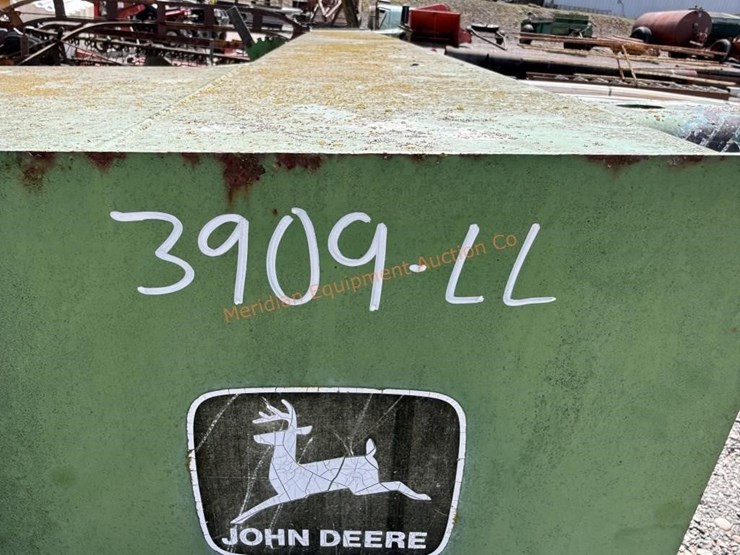 3909-LL
Meridian Equipment Auction Co
JOHN DEERE